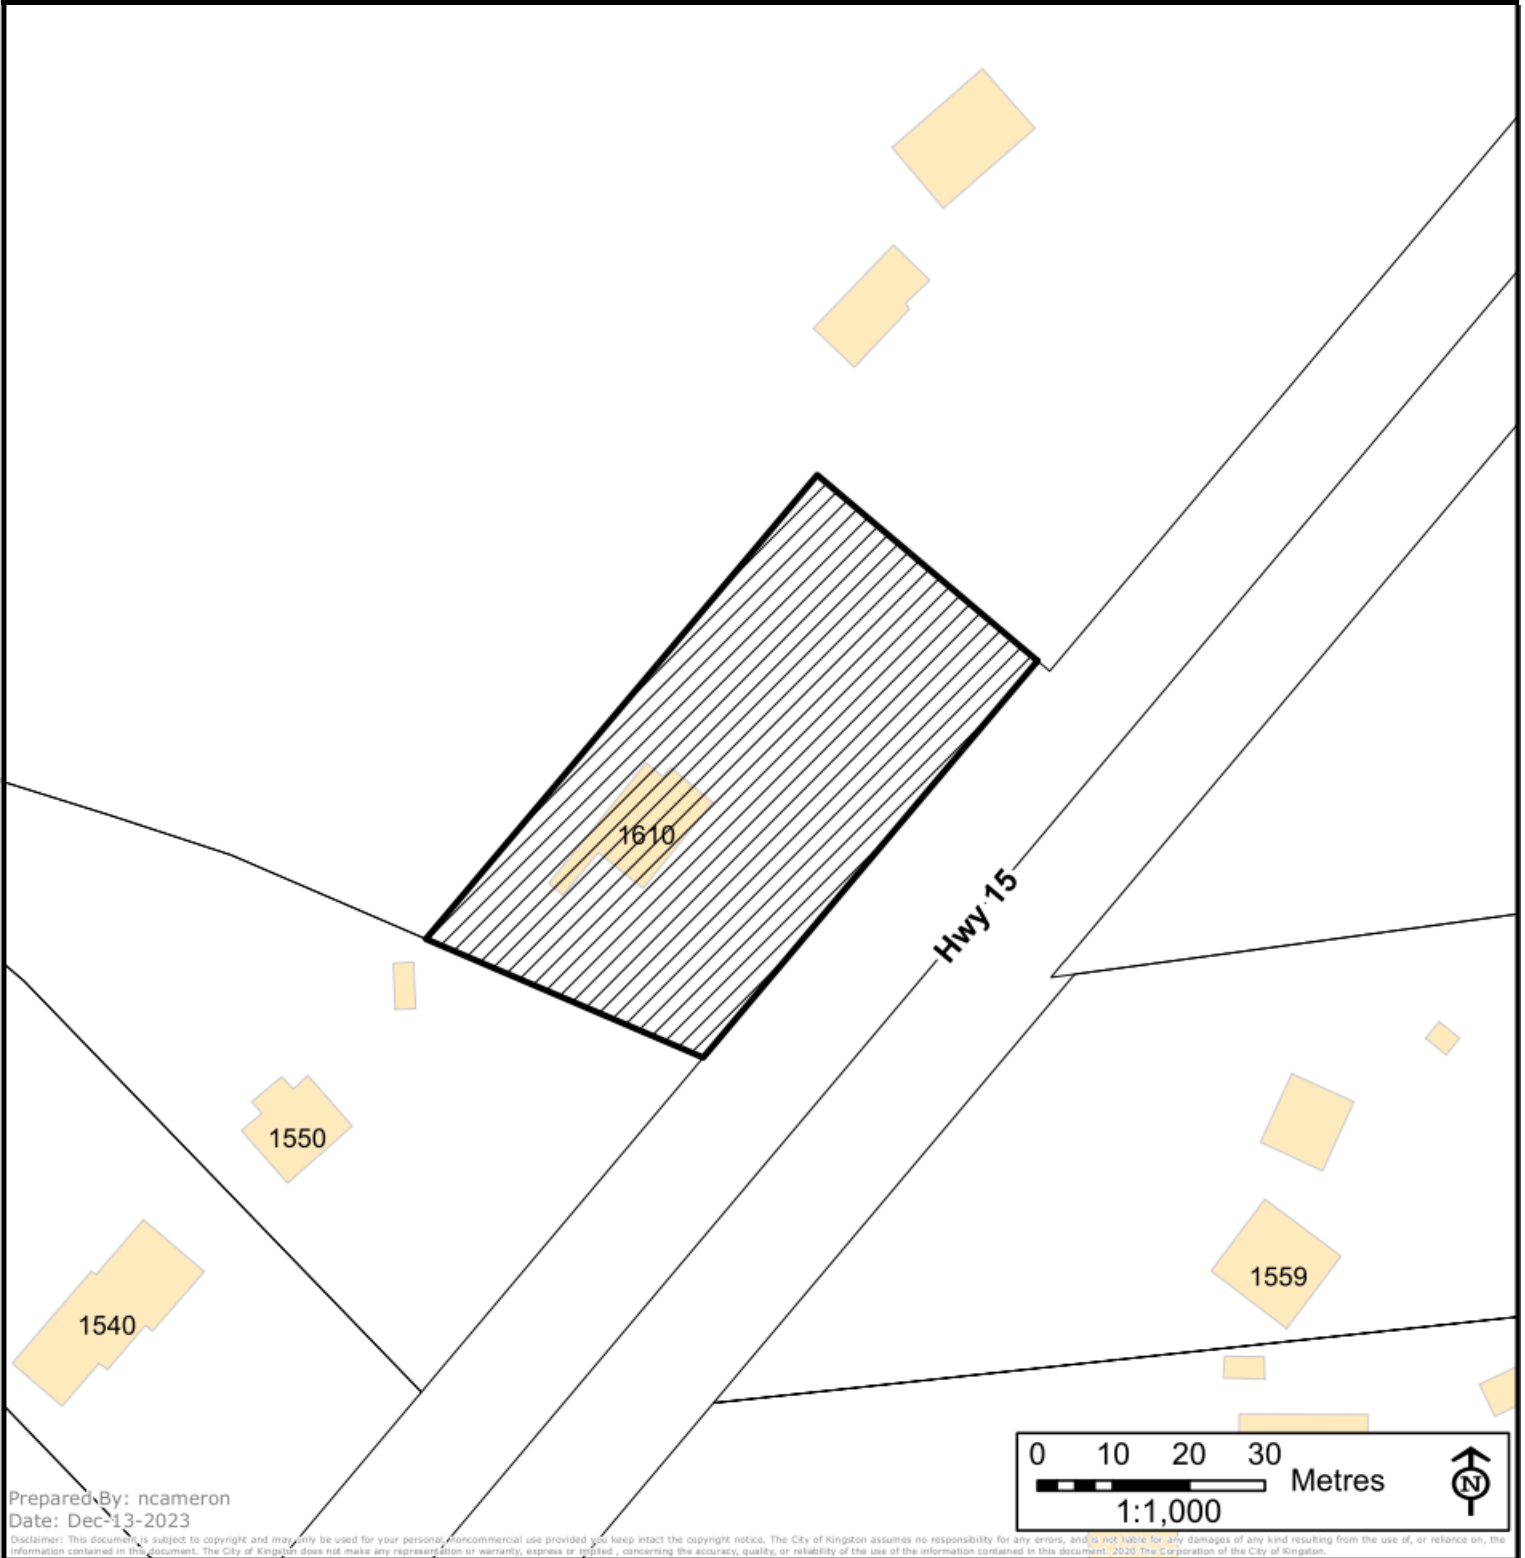 1610
Hwy 15
1550
1559
1540
0 10 20 30
Metres
N
1:1,000
Prepared By: ncameron
Date: Dec-13-2023
Disclaimer: This document is subject to copyright and may only be used for your personal, noncommercial use provided you keep intact the copyright notice. The City of Kingston assumes no responsibility for any errors, and is not liable for any damages of any kind resulting from the use of, or reliance on, the
information contained in this document. The City of Kingston does not make any representation or warranty, express or implied , concerning the accuracy, quality, or reliability of the use of the information contained in this document. 2020 The Corporation of the City of Kingston.